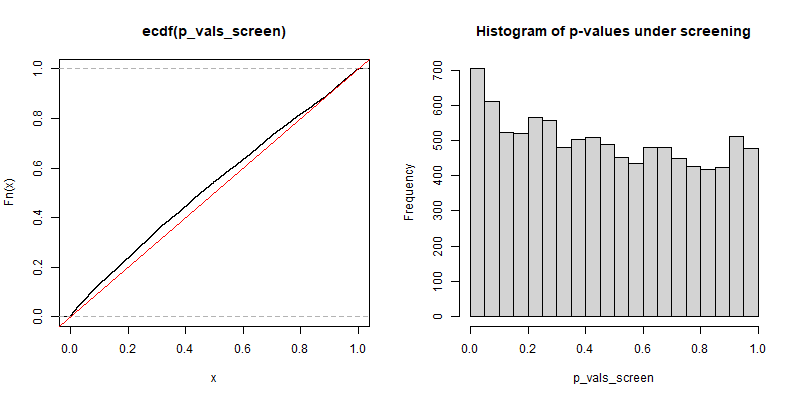 ecdf(p_vals_screen)
Fn(x)
0.0 0.2 0.4 0.6 0.8 1.0
0.0 0.2 0.4 0.6 0.8 1.0
x
Histogram of p-values under screening
Frequency
0 100 200 300 400 500 600 700
0.0 0.2 0.4 0.6 0.8 1.0
p_vals_screen